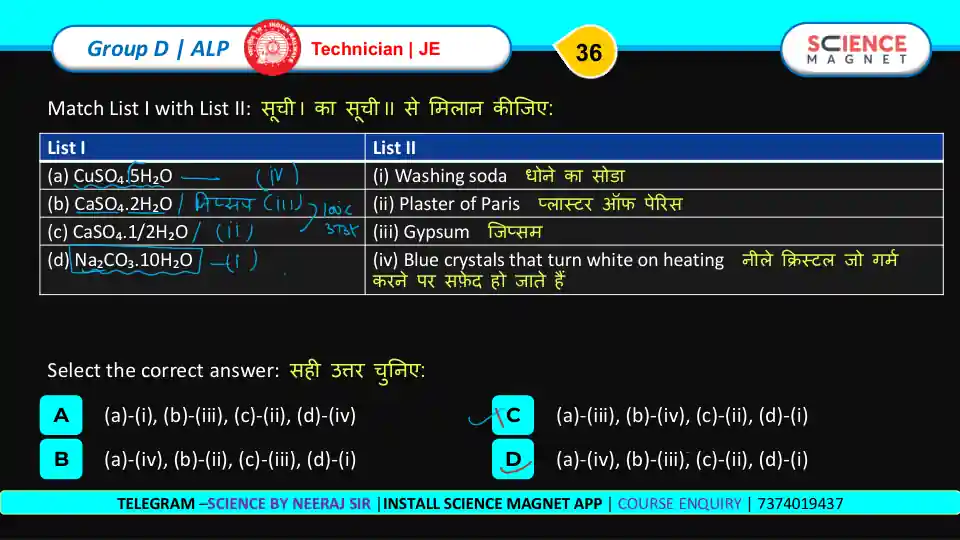 Group D | ALP
Technician | JE
36
SCIENCE
MAGNET
Match List I with List II: सूची। का सूची॥ से मिलान कीजिए:
List I List II
(a) CuSO₄.5H₂O (iv) (i) Washing soda धोने का सोडा
(b) CaSO₄.2H₂O / जिप्सम (iii) (ii) Plaster of Paris प्लास्टर ऑफ पेरिस
(c) CaSO₄.1/2H₂O / (ii) (iii) Gypsum जिप्सम
(d) Na₂CO₃.10H₂O (i) (iv) Blue crystals that turn white on heating नीले क्रिस्टल जो गर्म
करने पर सफ़ेद हो जाते हैं
Select the correct answer: सही उत्तर चुनिए:
A (a)-(i), (b)-(iii), (c)-(ii), (d)-(iv)
C (a)-(iii), (b)-(iv), (c)-(ii), (d)-(i)
B (a)-(iv), (b)-(ii), (c)-(iii), (d)-(i)
D (a)-(iv), (b)-(iii), (c)-(ii), (d)-(i)
TELEGRAM –SCIENCE BY NEERAJ SIR |INSTALL SCIENCE MAGNET APP | COURSE ENQUIRY | 7374019437